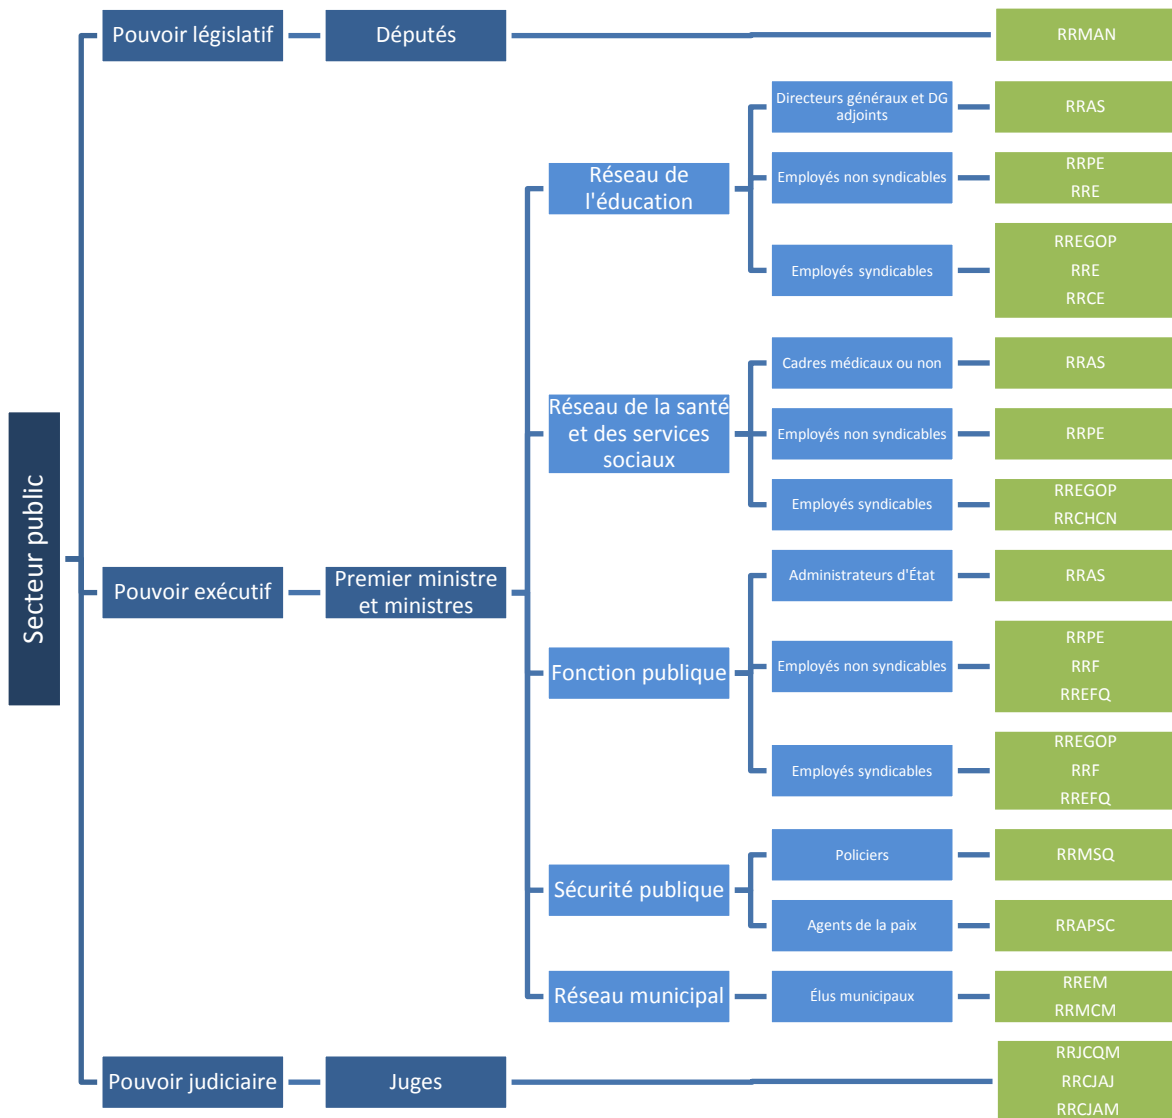 Secteur public
Pouvoir législatif
Députés
RRMAN
Pouvoir exécutif
Premier ministre
et ministres
Réseau de
l'éducation
Directeurs généraux et DG
adjoints
RRAS
Employés non syndicables
RRPE
RRE
Employés syndicables
RREGOP
RRE
RRCE
Réseau de la santé
et des services
sociaux
Cadres médicaux ou non
RRAS
Employés non syndicables
RRPE
Employés syndicables
RREGOP
RRCHCN
Fonction publique
Administrateurs d'État
RRAS
Employés non syndicables
RRPE
RRF
RREFQ
Employés syndicables
RREGOP
RRF
RREFQ
Sécurité publique
Policiers
RRMSQ
Agents de la paix
RRAPSC
Réseau municipal
Élus municipaux
RREM
RRMCM
Pouvoir judiciaire
Juges
RRJCQM
RRCJAJ
RRCJAM